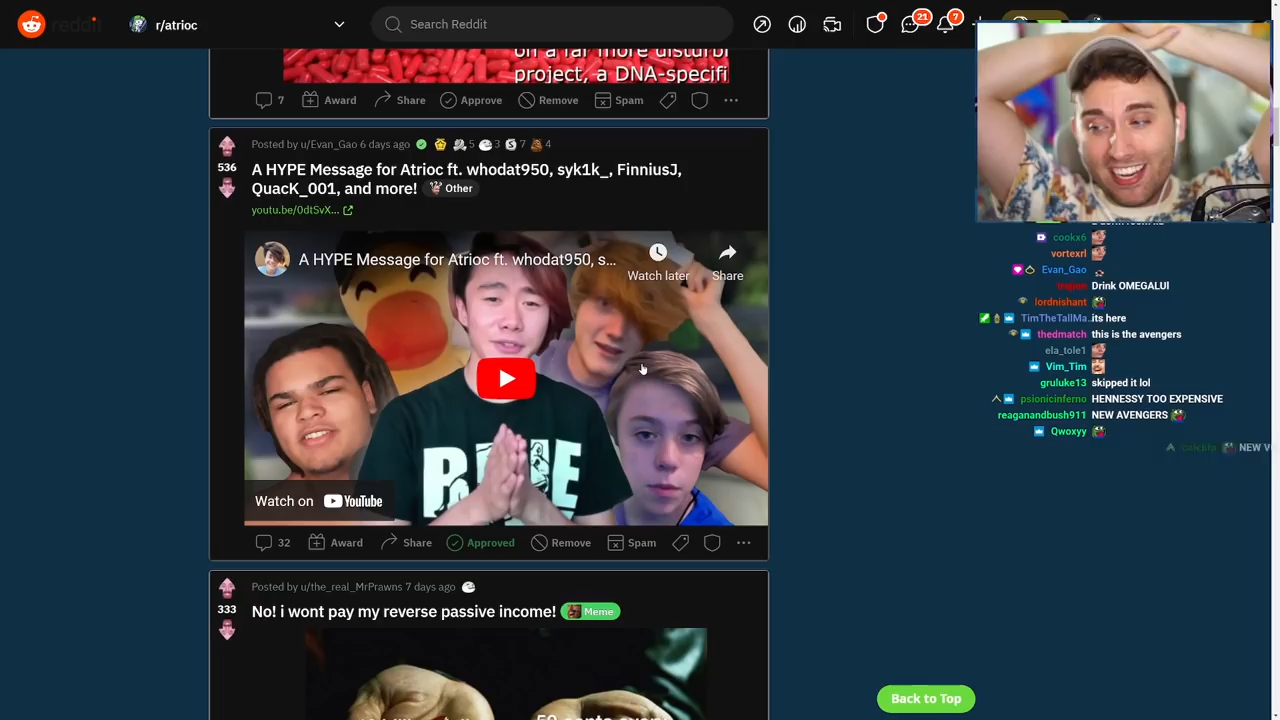 reddit
r/atrioc
Search Reddit
21
7
on a far more disturbi
project, a DNA-specifi
7 Award Share Approve Remove Spam
Posted by u/Evan_Gao 6 days ago 5 3 7 4
536
A HYPE Message for Atrioc ft. whodat950, syk1k_, FinniusJ,
QuacK_001, and more! Other
youtu.be/0dtSvX...
A HYPE Message for Atrioc ft. whodat950, s...
Watch later
Share
Watch on YouTube
32 Award Share Approved Remove Spam
Posted by u/the_real_MrPrawns 7 days ago
333
No! i wont pay my reverse passive income! Meme
cookx6
vortexrl
Evan_Gao
Drink OMEGALUl
lordnishant
TimTheTallMa.. its here
thedmatch this is the avengers
ela_tole1
Vim_Tim
gruluke13 skipped it lol
psionicinferno HENNESSY TOO EXPENSIVE
reaganandbush911 NEW AVENGERS
Qwoxyy
NEW V
Back to Top